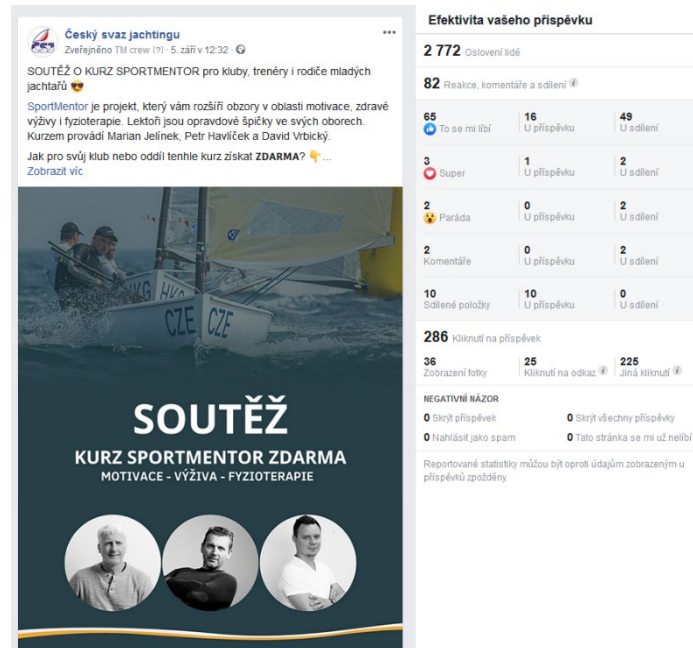 Český svaz jachtingu
Zveřejněno TM crew [?] · 5. září v 12:32 ·
SOUTĚŽ O KURZ SPORTMENTOR pro kluby, trenéry i rodiče mladých
jachtařů 😎
SportMentor je projekt, který vám rozšíří obzory v oblasti motivace, zdravé
výživy i fyzioterapie. Lektoři jsou opravdové špičky ve svých oborech.
Kurzem provádí Marian Jelínek, Petr Havlíček a David Vrbický.
Jak pro svůj klub nebo oddíl tenhle kurz získat ZDARMA? 👇 ...
Zobrazit víc
HKG HKG
CZE CZE
SOUTĚŽ
KURZ SPORTMENTOR ZDARMA
MOTIVACE - VÝŽIVA - FYZIOTERAPIE
Efektivita vašeho příspěvku
2 772 Oslovení lidé
82 Reakce, komentáře a sdílení
65 16 49
To se mi líbí U příspěvku U sdílení
3 1 2
Super U příspěvku U sdílení
2 0 2
Paráda U příspěvku U sdílení
2 0 2
Komentáře U příspěvku U sdílení
10 10 0
Sdílené položky U příspěvku U sdílení
286 Kliknutí na příspěvek
36 25 225
Zobrazení fotky Kliknutí na odkaz Jiná kliknutí
NEGATIVNÍ NÁZOR
0 Skrýt příspěvek 0 Skrýt všechny příspěvky
0 Nahlásit jako spam 0 Tato stránka se mi už nelíbí
Reportované statistiky můžou být oproti údajům zobrazeným u
příspěvků zpožděny.